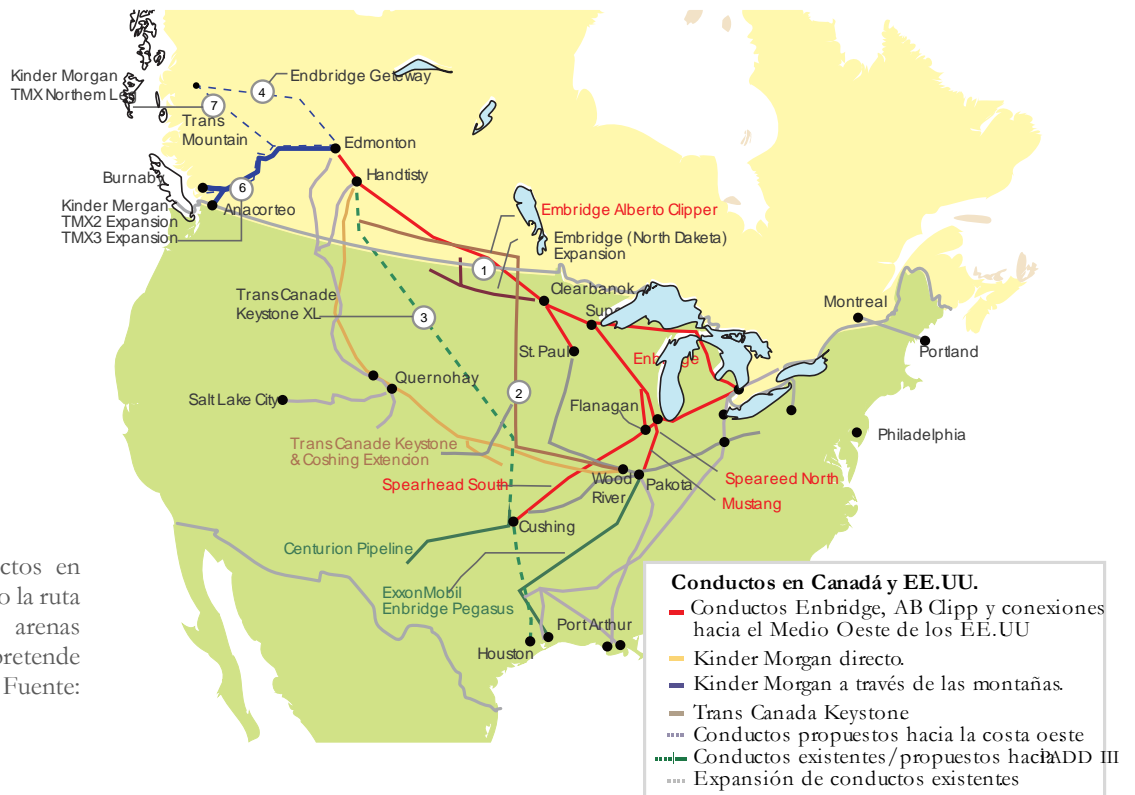 Kinder Morgan
TMX Northern Le
7
4
Endbridge Geteway
Trans
Mountain
Edmonton
Handtisty
Burnaby
6
Kinder Mergan
TMX2 Expansion
TMX3 Expansion
Anacorteo
Embridge Alberto Clipper
Embridge (North Daketa)
Expansion
1
Clearbanok
Sup
TransCanade
Keystone XL
3
St. Paul
Enbridge
Montreal
Portland
Quernohay
Salt Lake City
2
Flanagan
Philadelphia
TransCanade Keystone
& Coshing Extencion
Spearhead South
Wood
River
Pakota
Speareed North
Mustang
Cushing
Centurion Pipeline
ExxonMobil
Enbridge Pegasus
Port Arthur
Houston
ctos en
o la ruta
arenas
pretende
Fuente:
Conductos en Canadá y EE.UU.
Conductos Enbridge, AB Clipp y conexiones
hacia el Medio Oeste de los EE.UU
Kinder Morgan directo.
Kinder Morgan a través de las montañas.
Trans Canada Keystone
Conductos propuestos hacia la costa oeste
Conductos existentes/propuestos hacia PADD III
Expansión de conductos existentes